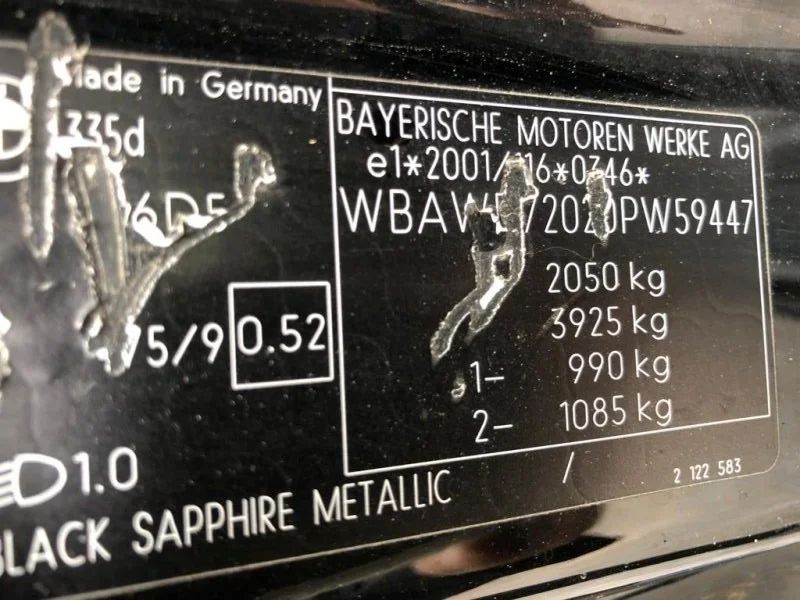 Made in Germany
335d
0.52
1.0
BLACK SAPPHIRE METALLIC
BAYERISCHE MOTOREN WERKE AG
2050 kg
3925 kg
1- 990 kg
2- 1085 kg
/ 2 122 583